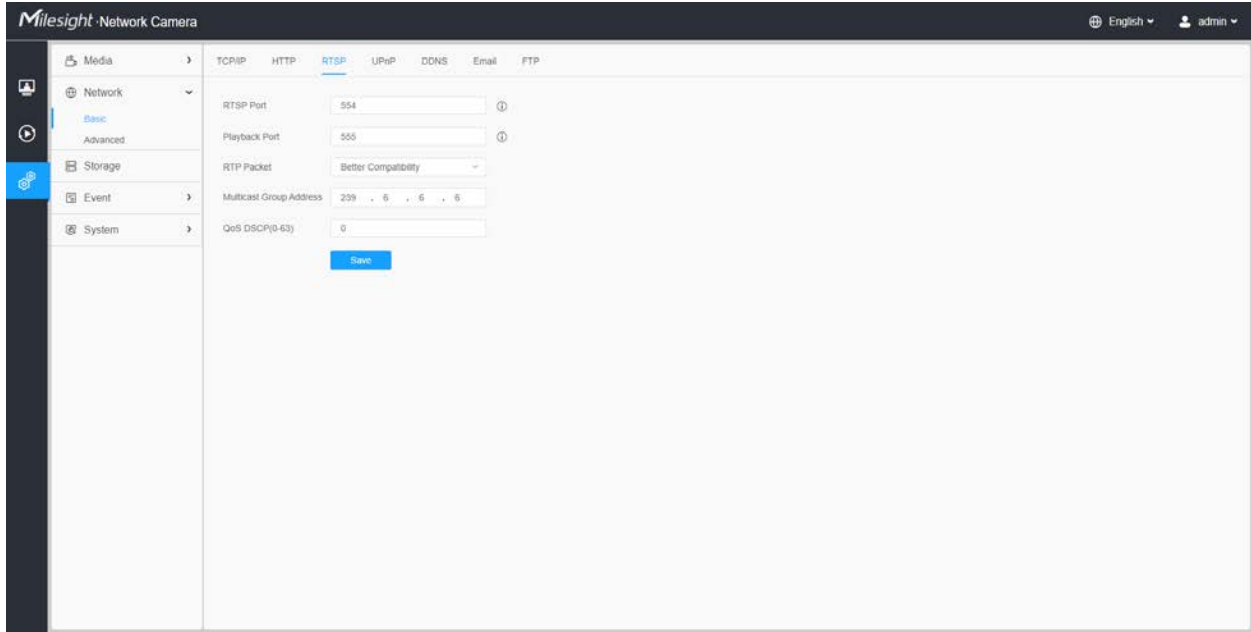 Milesight ·Network Camera
English
admin
Media
Network
Basic
Advanced
Storage
Event
System
TCP/IP HTTP RTSP UPnP DDNS Email FTP
RTSP Port 554
Playback Port 555
RTP Packet Better Compatibility
Multicast Group Address 239 . 6 . 6 . 6
QoS DSCP(0-63) 0
Save